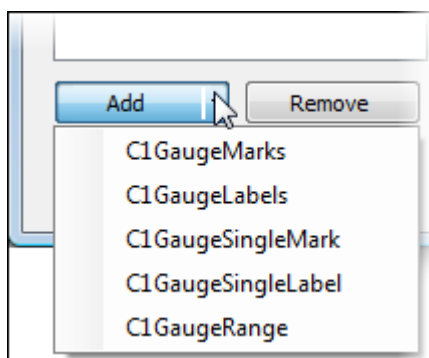 Add Remove
C1GaugeMarks
C1GaugeLabels
C1GaugeSingleMark
C1GaugeSingleLabel
C1GaugeRange